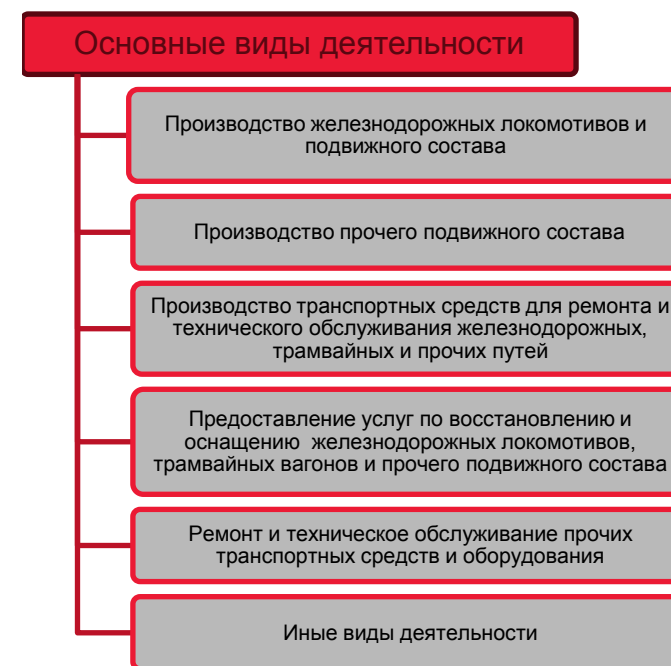 Основные виды деятельности
Производство железнодорожных локомотивов и
подвижного состава
Производство прочего подвижного состава
Производство транспортных средств для ремонта и
технического обслуживания железнодорожных,
трамвайных и прочих путей
Предоставление услуг по восстановлению и
оснащению железнодорожных локомотивов,
трамвайных вагонов и прочего подвижного состава
Ремонт и техническое обслуживание прочих
транспортных средств и оборудования
Иные виды деятельности